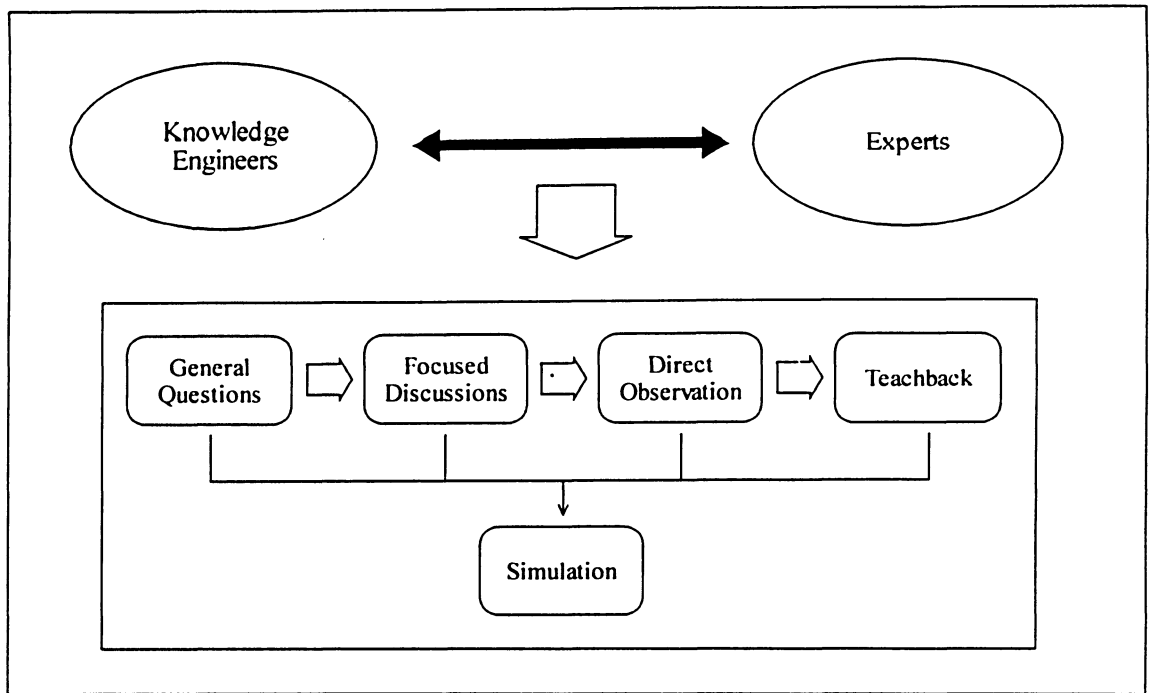 Knowledge
Engineers
Experts
General
Questions
Focused
Discussions
Direct
Observation
Teachback
Simulation